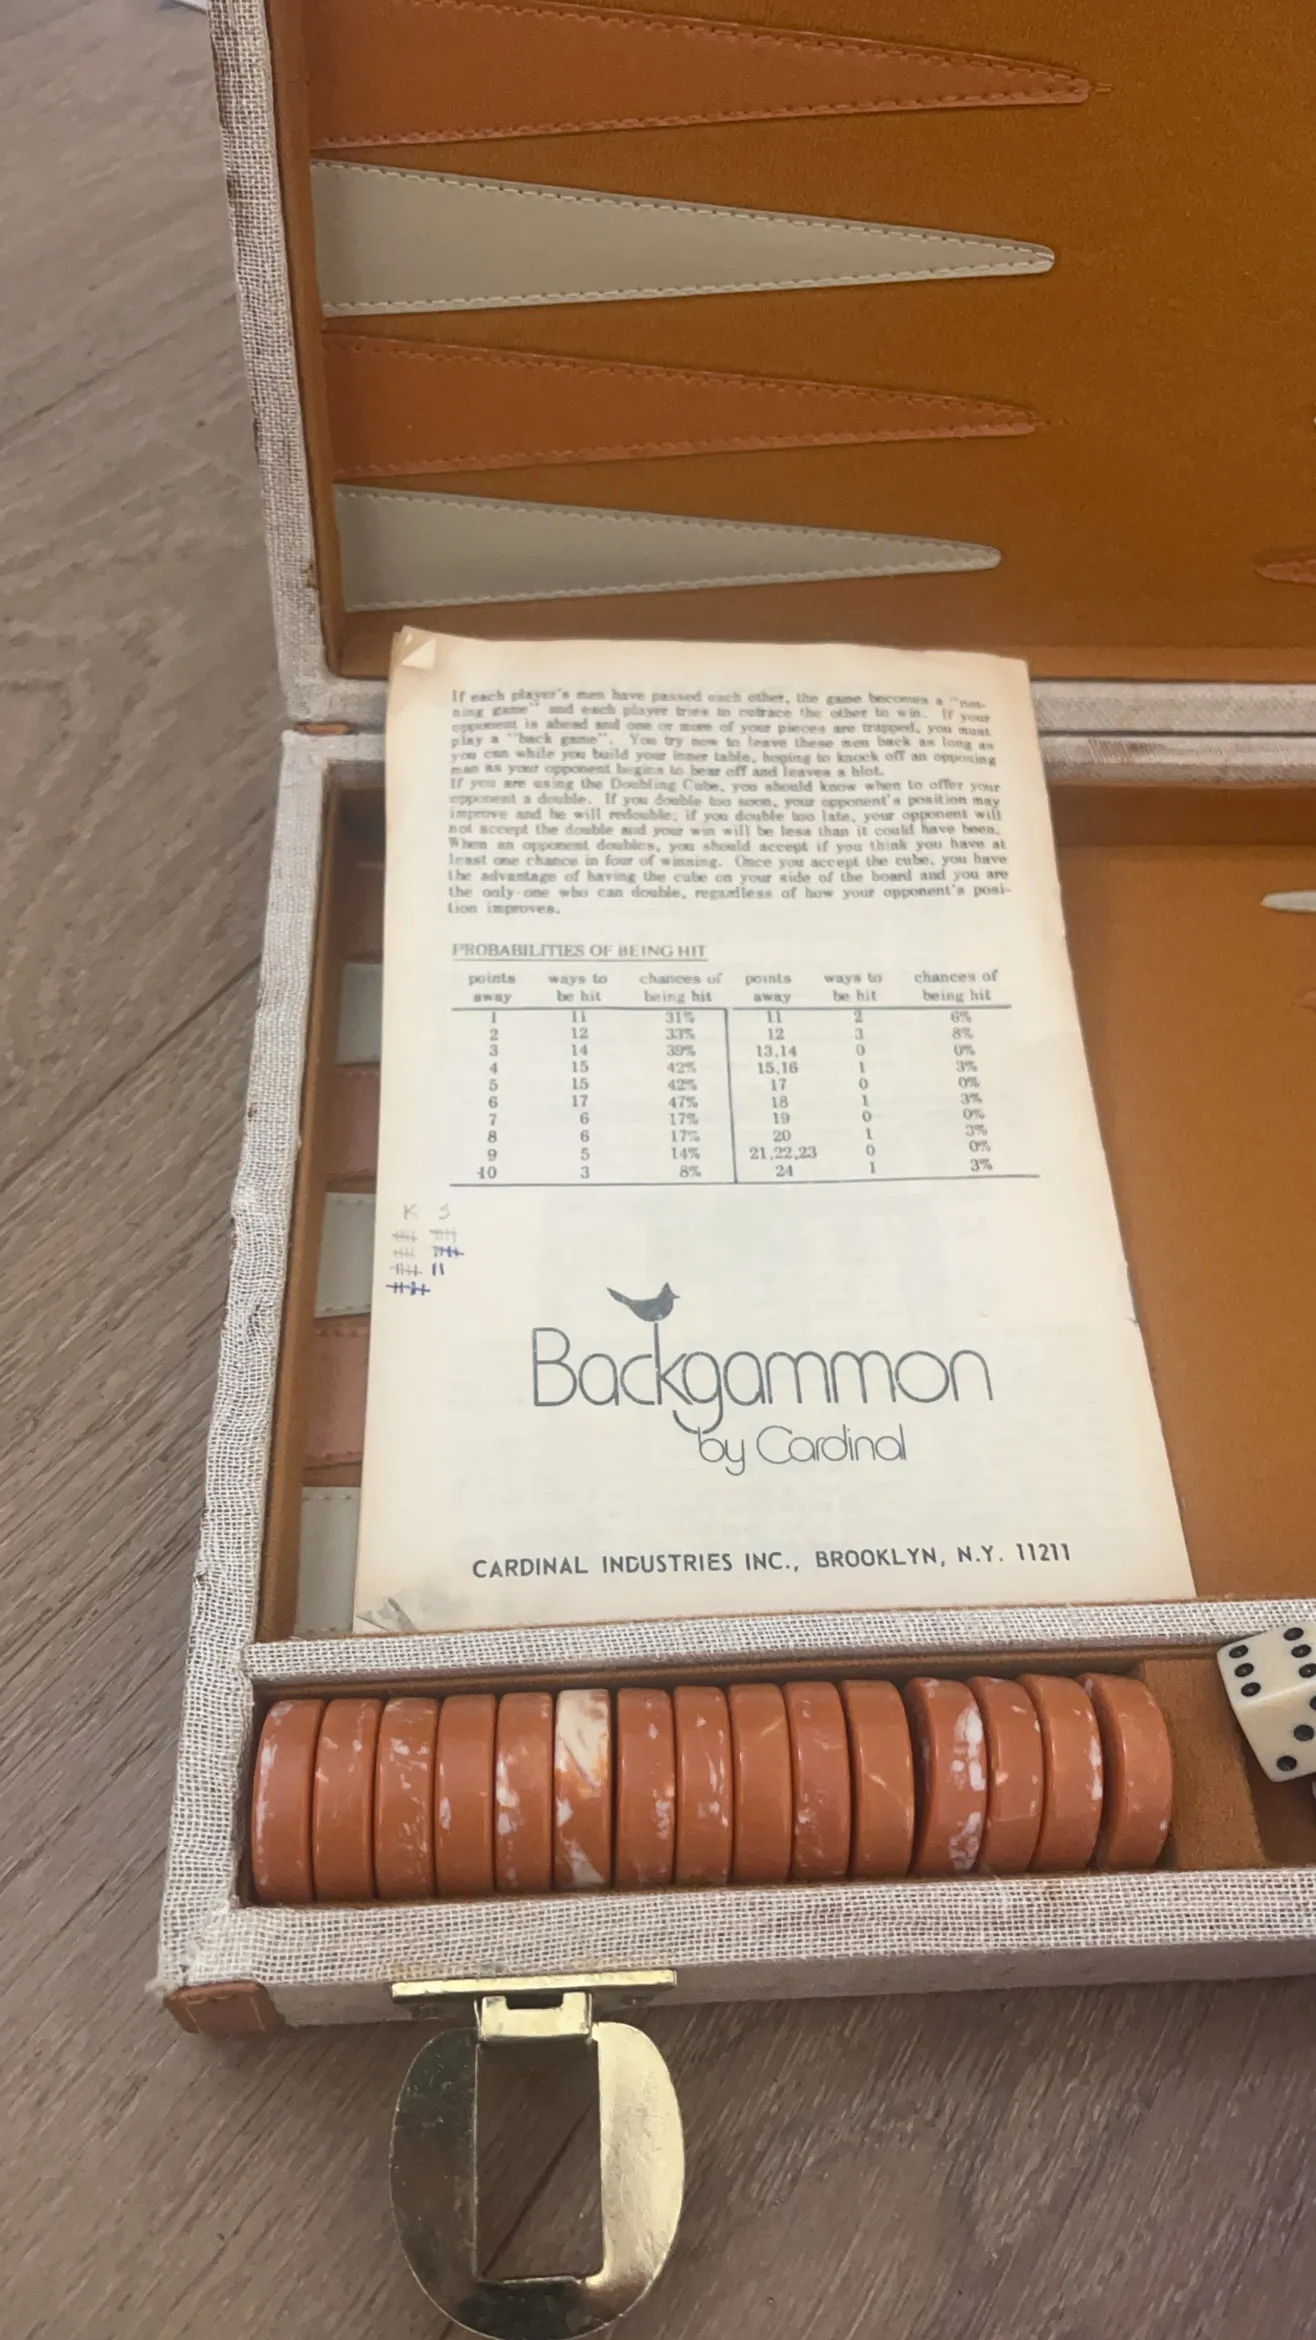 If each player's men have passed each other, the game becomes a "run-
ning game" and each player tries to outrace the other to win. If your
opponent is ahead and one or more of your pieces are trapped, you must
play a "back game". You try now to leave these men back as long as
you can while you build your inner table, hoping to knock off an opposing
man as your opponent begins to bear off and leaves a blot.
If you are using the Doubling Cube, you should know when to offer your
opponent a double. If you double too soon, your opponent's position may
improve and he will redouble; if you double too late, your opponent will
not accept the double and your win will be less than it could have been.
When an opponent doubles, you should accept if you think you have at
least one chance in four of winning. Once you accept the cube, you have
the advantage of having the cube on your side of the board and you are
the only one who can double, regardless of how your opponent's posi-
tion improves.
PROBABILITIES OF BEING HIT
points ways to chances of points ways to chances of
away be hit being hit away be hit being hit
1 11 31% 11 2 6%
2 12 33% 12 3 8%
3 14 39% 13,14 0 0%
4 15 42% 15,16 1 3%
5 15 42% 17 0 0%
6 17 47% 18 1 3%
7 6 17% 19 0 0%
8 6 17% 20 1 3%
9 5 14% 21,22,23 0 0%
10 3 8% 24 1 3%
K S
Backgammon
by Cardinal
CARDINAL INDUSTRIES INC., BROOKLYN, N.Y. 11211